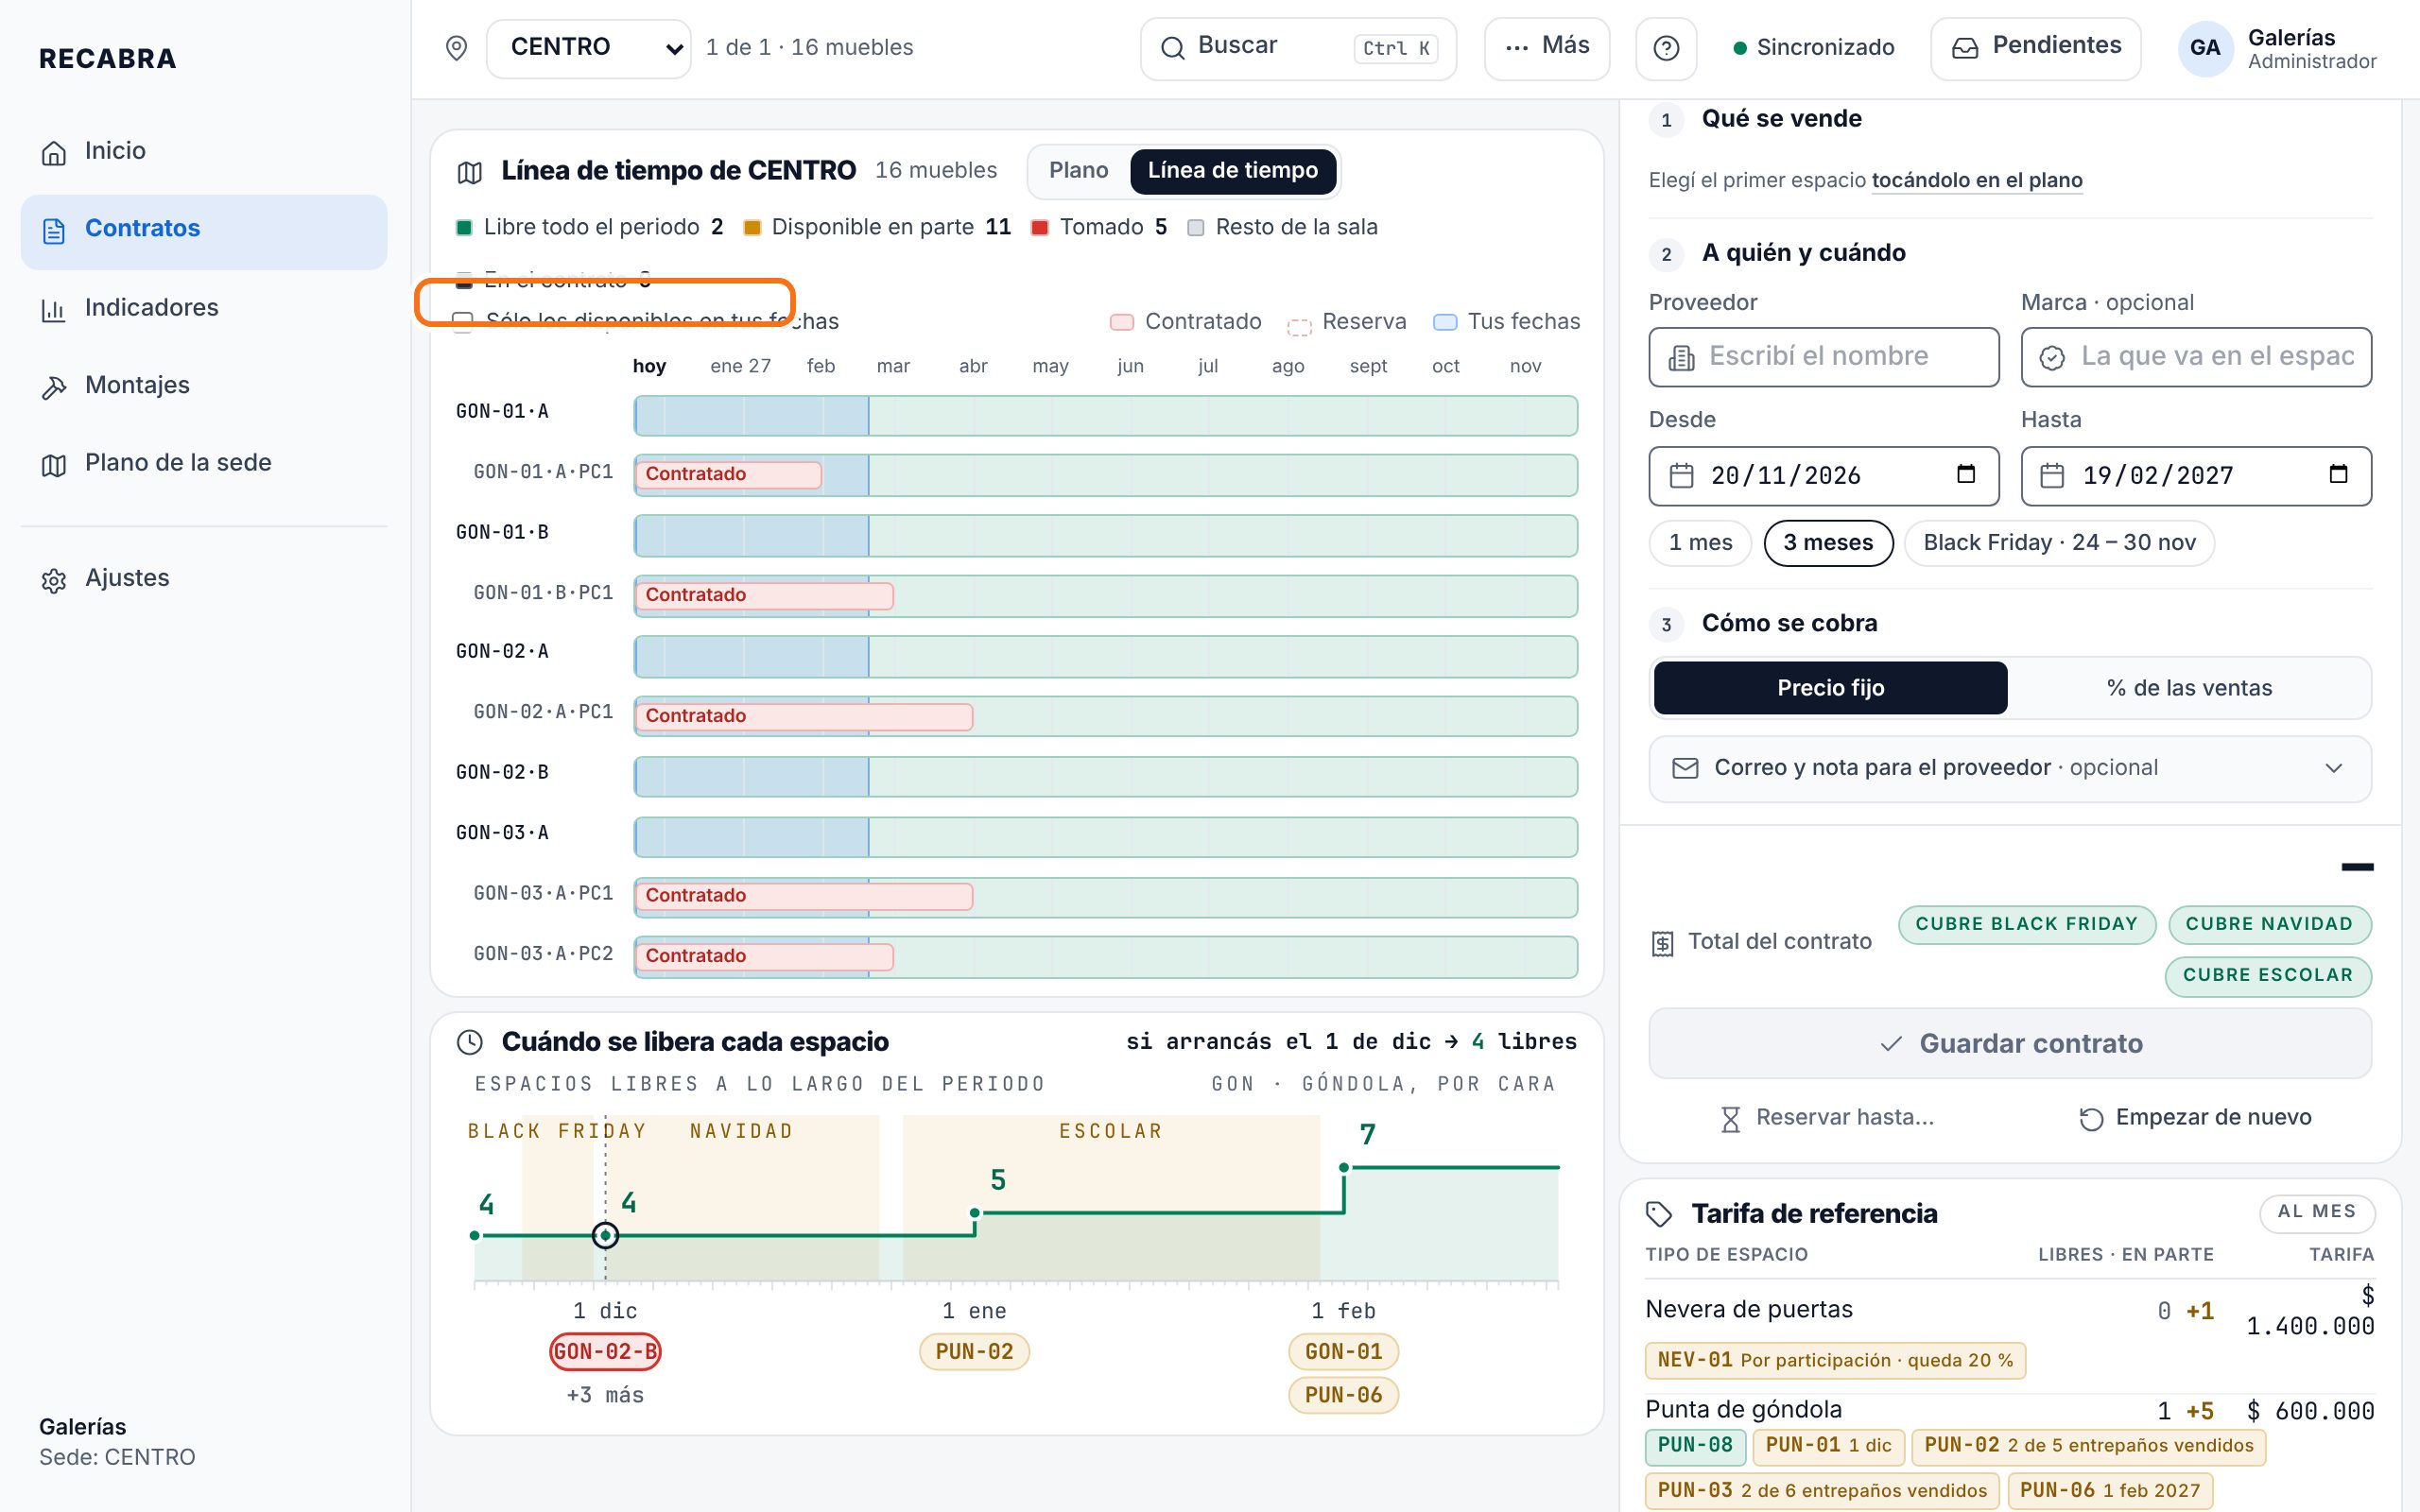 RECABRA
Inicio
Contratos
Indicadores
Montajes
Plano de la sede
Ajustes
Galerías
Sede: CENTRO
CENTRO
1 de 1 · 16 muebles
Buscar
Ctrl K
Más
Sincronizado
Pendientes
GA
Galerías
Administrador
Línea de tiempo de CENTRO
16 muebles
Plano
Línea de tiempo
Libre todo el periodo 2
Disponible en parte 11
Tomado 5
Resto de la sala
En el contrato
Sólo los disponibles en tus fechas
Contratado
Reserva
Tus fechas
hoy ene 27 feb mar abr may jun jul ago sept oct nov
GON-01·A
GON-01·A·PC1 Contratado
GON-01·B
GON-01·B·PC1 Contratado
GON-02·A
GON-02·A·PC1 Contratado
GON-02·B
GON-03·A
GON-03·A·PC1 Contratado
GON-03·A·PC2 Contratado
Cuándo se libera cada espacio
si arrancás el 1 de dic → 4 libres
ESPACIOS LIBRES A LO LARGO DEL PERIODO
GON · GÓNDOLA, POR CARA
BLACK FRIDAY NAVIDAD ESCOLAR
4
4
5
7
1 dic 1 ene 1 feb
GON-02-B PUN-02 GON-01
+3 más PUN-06
1 Qué se vende
Elegí el primer espacio tocándolo en el plano
2 A quién y cuándo
Proveedor
Marca · opcional
Escribí el nombre
La que va en el espac
Desde
Hasta
20/11/2026
19/02/2027
1 mes
3 meses
Black Friday · 24 – 30 nov
3 Cómo se cobra
Precio fijo
% de las ventas
Correo y nota para el proveedor · opcional
Total del contrato
CUBRE BLACK FRIDAY
CUBRE NAVIDAD
CUBRE ESCOLAR
Guardar contrato
Reservar hasta...
Empezar de nuevo
Tarifa de referencia
AL MES
TIPO DE ESPACIO LIBRES · EN PARTE TARIFA
Nevera de puertas 0 +1 $ 1.400.000
NEV-01 Por participación · queda 20 %
Punta de góndola 1 +5 $ 600.000
PUN-08
PUN-01 1 dic
PUN-02 2 de 5 entrepaños vendidos
PUN-03 2 de 6 entrepaños vendidos
PUN-06 1 feb 2027